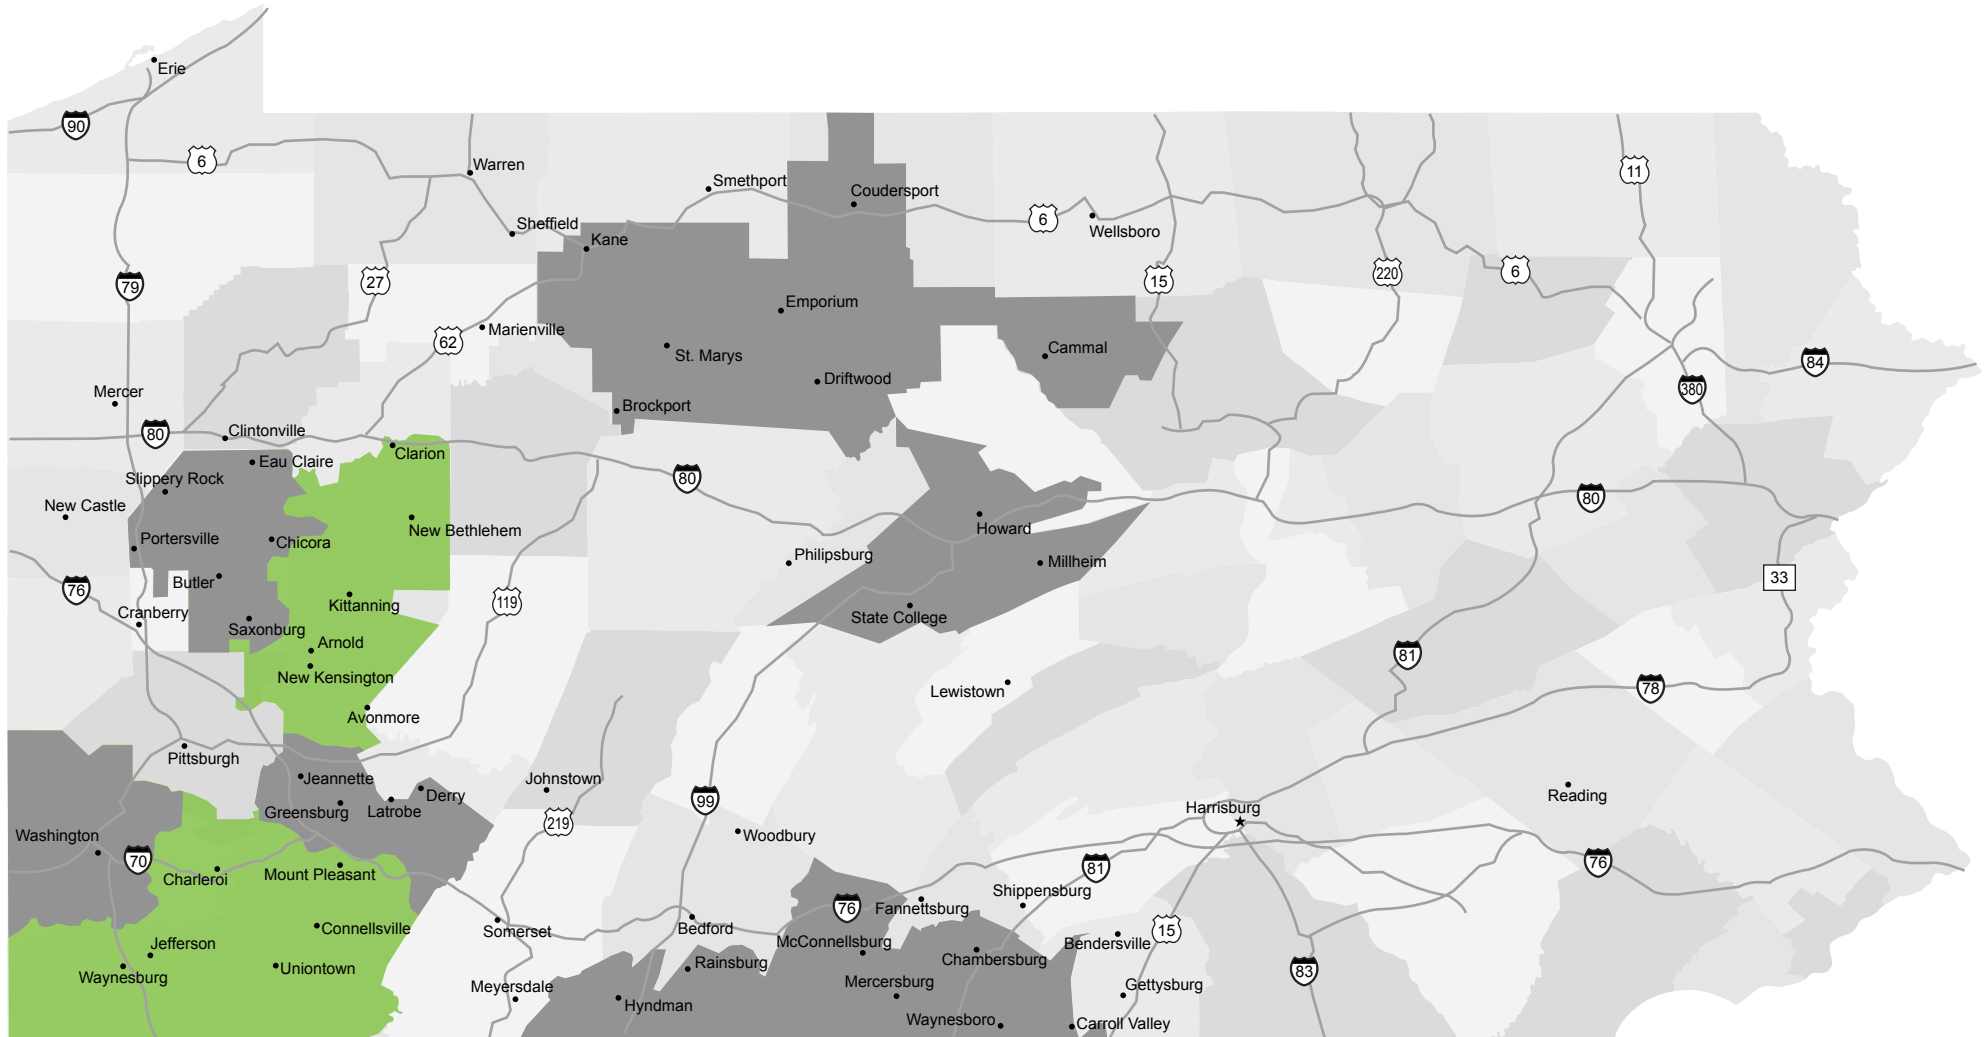 Erie
90
6
Warren
11
Smethport
Coudersport
6
Sheffield
Wellsboro
Kane
79
27
15
220
6
Emporium
Marienville
62
St. Marys
Cammal
84
Driftwood
380
Mercer
Brockport
80
Clintonville
Clarion
Eau Claire
Slippery Rock
80
80
New Castle
New Bethlehem
Howard
Portersville
Chicora
Philipsburg
Millheim
Butler
33
76
Kittanning
119
Cranberry
Saxonburg
State College
Arnold
81
New Kensington
Lewistown
78
Avonmore
Pittsburgh
Jeannette
Johnstown
Derry
Reading
99
Harrisburg
Greensburg
Latrobe
219
Washington
Woodbury
70
76
81
Charleroi
Mount Pleasant
Shippensburg
76
Fannettsburg
Connellsville
Somerset
Bedford
15
McConnellsburg
Bendersville
Jefferson
Chambersburg
Uniontown
Rainsburg
83
Waynesburg
Mercersburg
Meyersdale
Gettysburg
Hyndman
Waynesboro
Carroll Valley